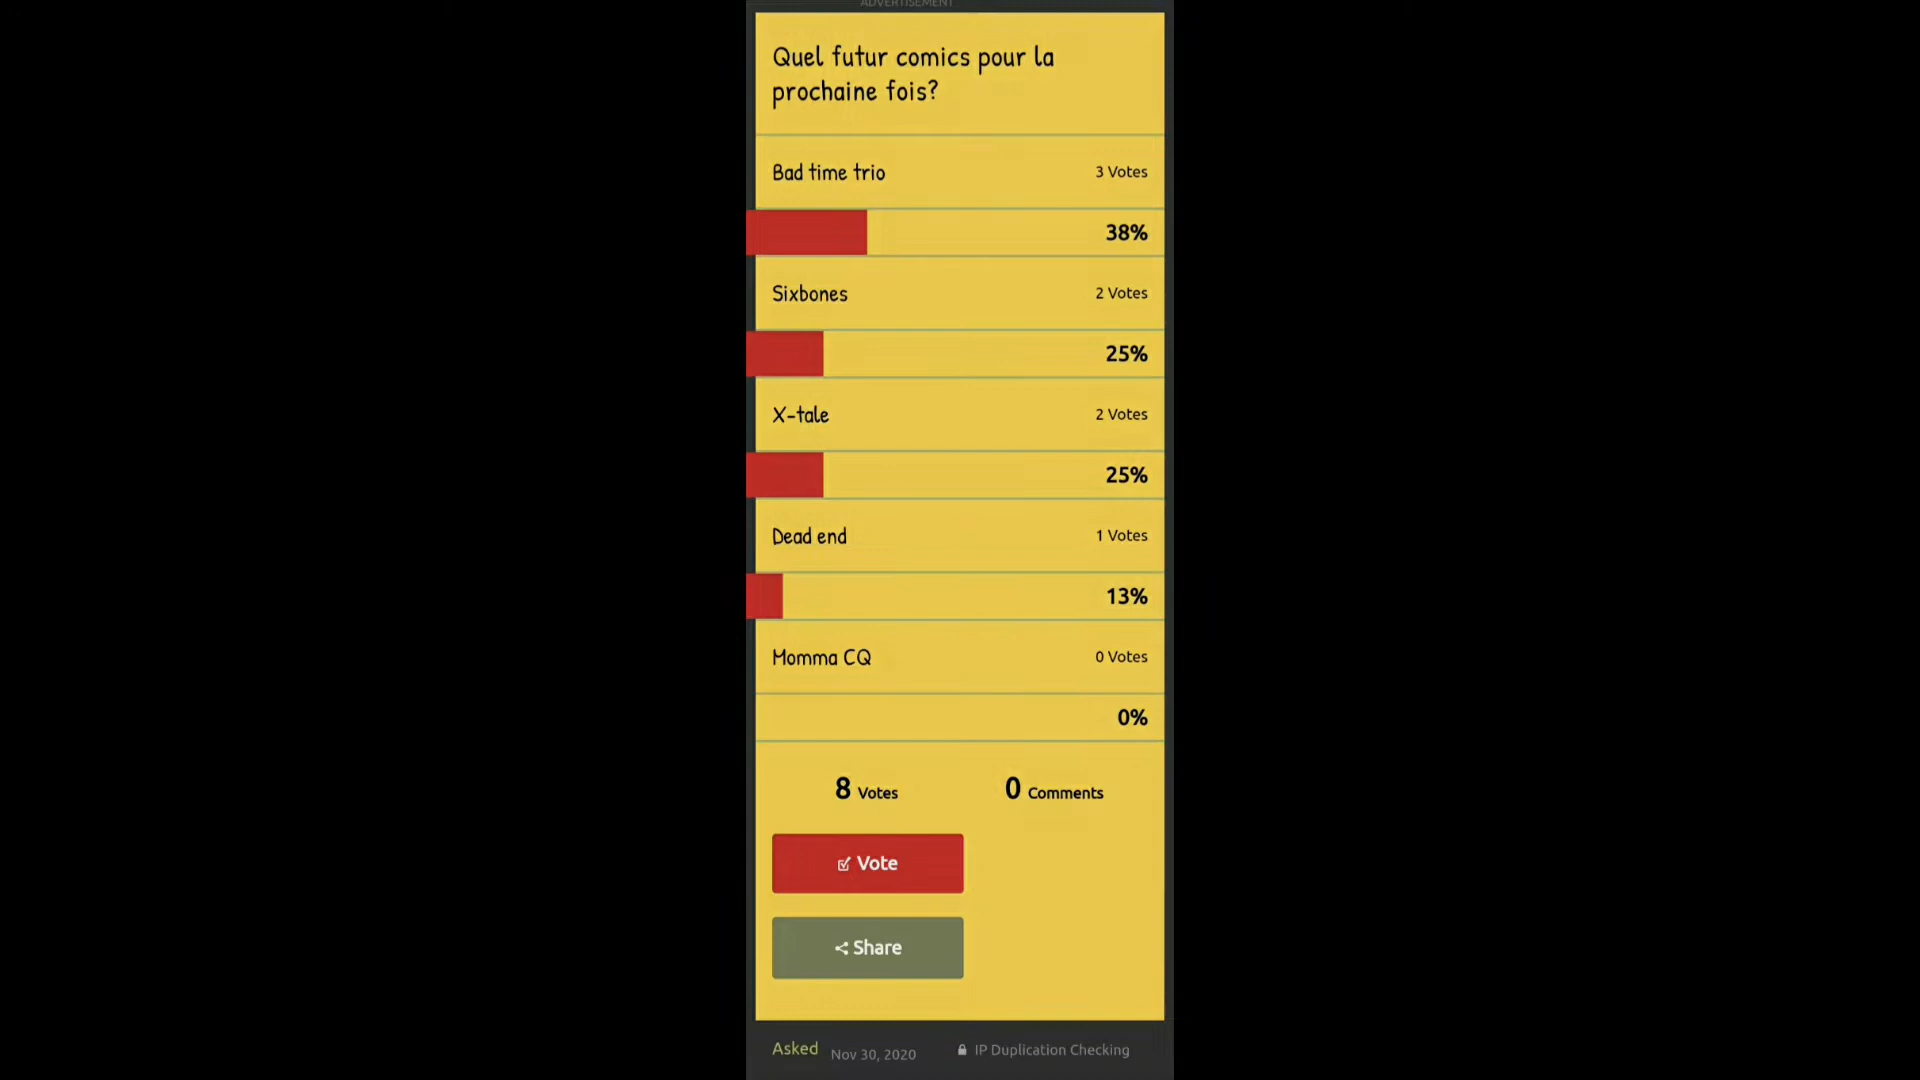 ADVERTISEMENT
Quel futur comics pour la
prochaine fois?
Bad time trio 3 Votes
38%
Sixbones 2 Votes
25%
X-tale 2 Votes
25%
Dead end 1 Votes
13%
Momma CQ 0 Votes
0%
8 Votes 0 Comments
Vote
Share
Asked Nov 30, 2020 IP Duplication Checking